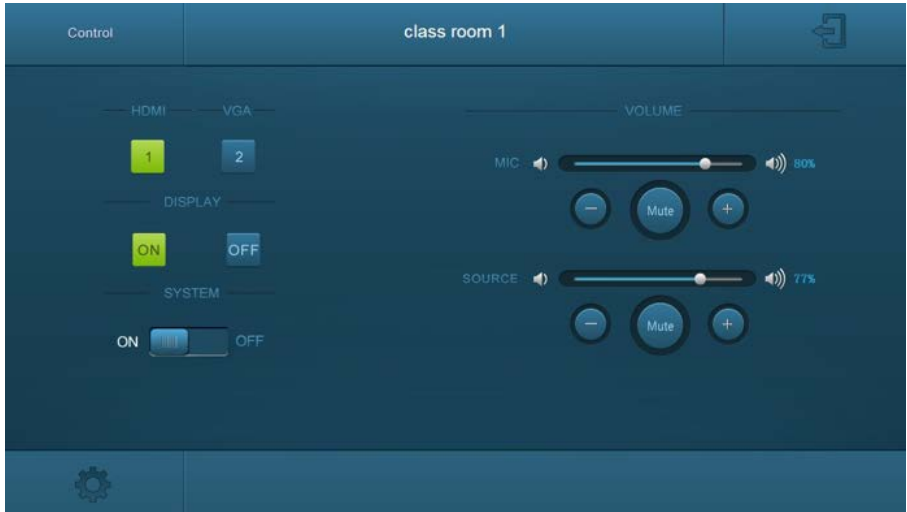 Control
class room 1
HDMI VGA
1 2
DISPLAY
ON OFF
SYSTEM
ON OFF
VOLUME
MIC 80%
− Mute +
SOURCE 77%
− Mute +